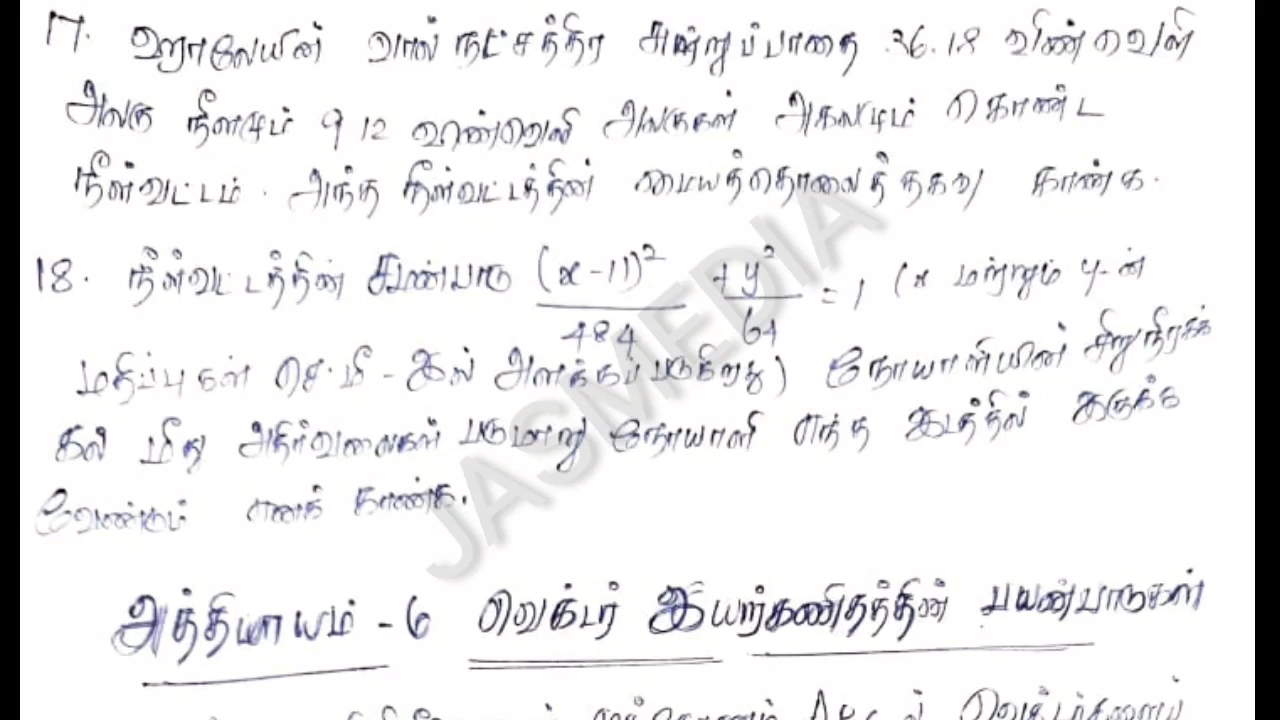 17. ஹாலேயின் வால் நட்சத்திர சுற்றுப்பாதை 36.18 விண்வெளி
அலகு நீளமும் 9 12 விண்வெளி அலகுகள் அகலமும் கொண்ட
நீள்வட்டம். அந்த நீள்வட்டத்தின் மையத்தொலைத்தகவு காண்க.
18. நீள்வட்டத்தின் சமன்பாடு (x-11)²/484 + y²/64 = 1 (x மற்றும் y-ன்
மதிப்புகள் செ.மீ - இல் அளக்கப்படுகிறது) நோயாளியின் சிறுநீரக
கல் மீது அதிர்வலைகள் படுமாறு நோயாளி எந்த இடத்தில் இருக்க
வேண்டும் எனக் காண்க.
அத்தியாயம் - 6 வெக்டர் இயற்கணிதத்தின் பயன்பாடுகள்
JASMEDIA